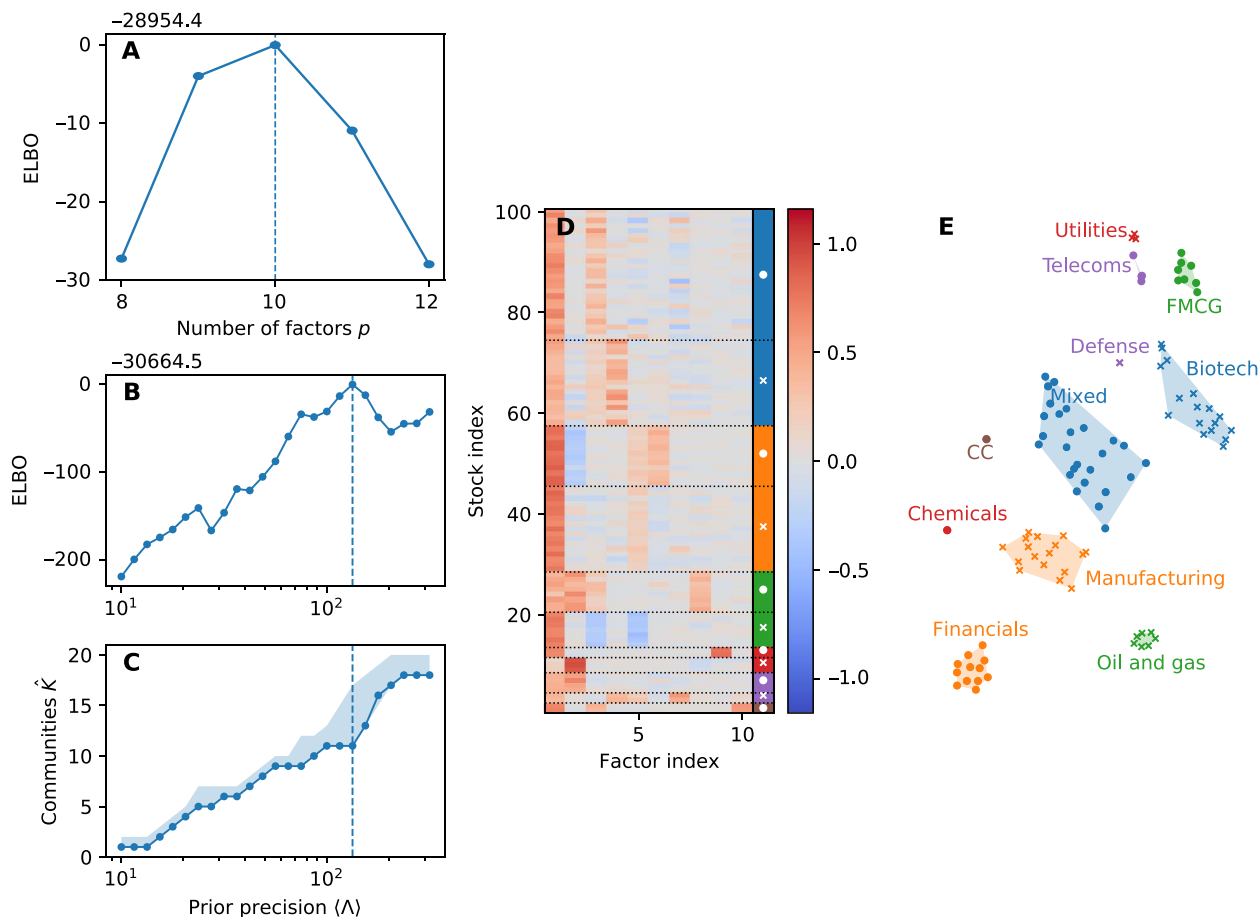 −28954.4
A
0
−10
−20
−30
ELBO
8
10
12
Number of factors p
−30664.5
B
0
−100
−200
ELBO
10¹
10²
C
20
15
10
5
0
Communities K̂
10¹
10²
Prior precision ⟨Λ⟩
D
100
80
60
40
20
Stock index
5
10
Factor index
1.0
0.5
0.0
−0.5
−1.0
E
Utilities
Telecoms
FMCG
Defense
Biotech
Mixed
CC
Chemicals
Manufacturing
Financials
Oil and gas